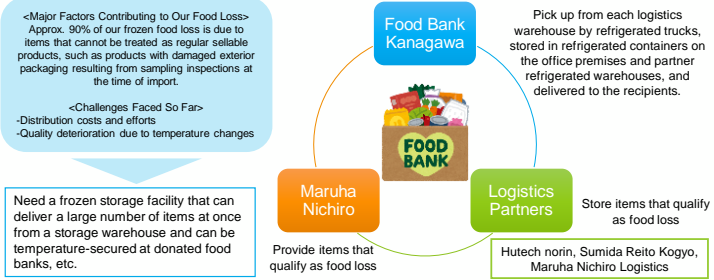 <Major Factors Contributing to Our Food Loss>
Approx. 90% of our frozen food loss is due to
items that cannot be treated as regular sellable
products, such as products with damaged exterior
packaging resulting from sampling inspections at
the time of import.
<Challenges Faced So Far>
-Distribution costs and efforts
-Quality deterioration due to temperature changes
Need a frozen storage facility that can
deliver a large number of items at once
from a storage warehouse and can be
temperature-secured at donated food
banks, etc.
Food Bank
Kanagawa
Pick up from each logistics
warehouse by refrigerated trucks,
stored in refrigerated containers on
the office premises and partner
refrigerated warehouses, and
delivered to the recipients.
FOOD
BANK
Maruha
Nichiro
Provide items that
qualify as food loss
Logistics
Partners
Store items that qualify
as food loss
Hutech norin, Sumida Reito Kogyo,
Maruha Nichiro Logistics